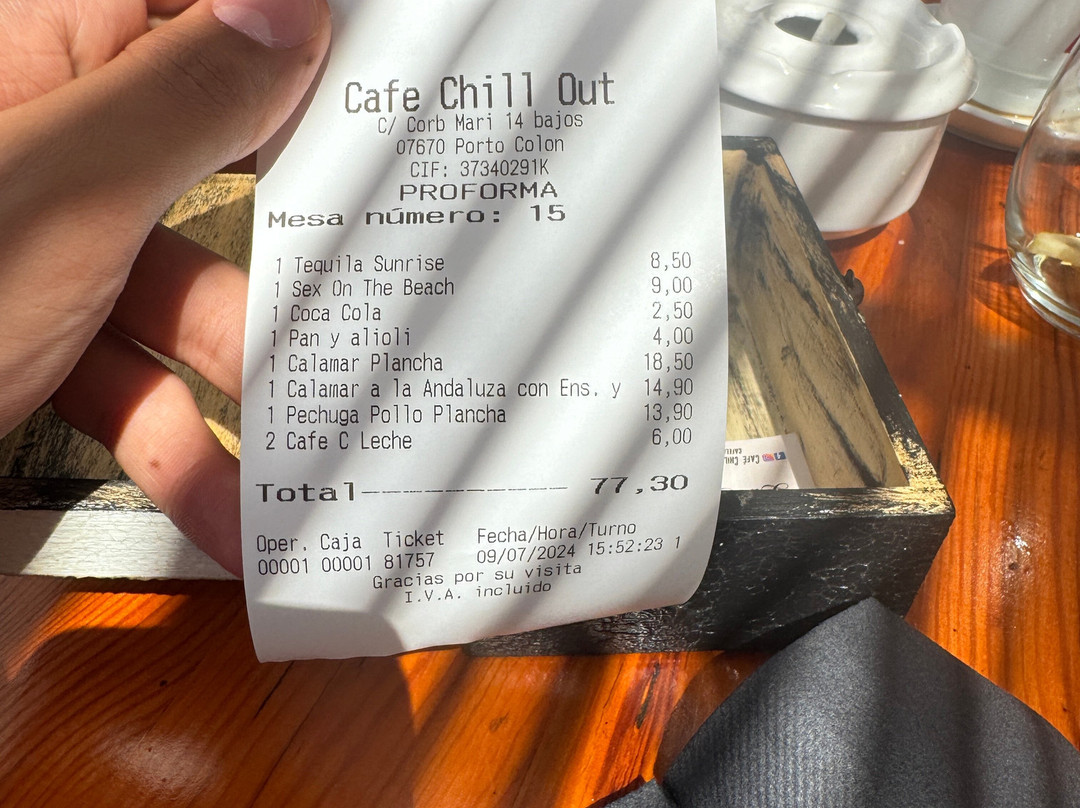 Cafe Chill Out
C/ Corb Mari 14 bajos
07670 Porto Colon
CIF: 37340291K
PROFORMA
Mesa número: 15
1 Tequila Sunrise 8,50
1 Sex On The Beach 9,00
1 Coca Cola 2,50
1 Pan y alioli 4,00
1 Calamar Plancha 18,50
1 Calamar a la Andaluza con Ens. y 14,90
1 Pechuga Pollo Plancha 13,90
2 Cafe C Leche 6,00
Total----------- 77,30
Oper. Caja Ticket Fecha/Hora/Turno
00001 00001 81757 09/07/2024 15:52:23 1
Gracias por su visita
I.V.A. incluido
CAFÉ CHIL